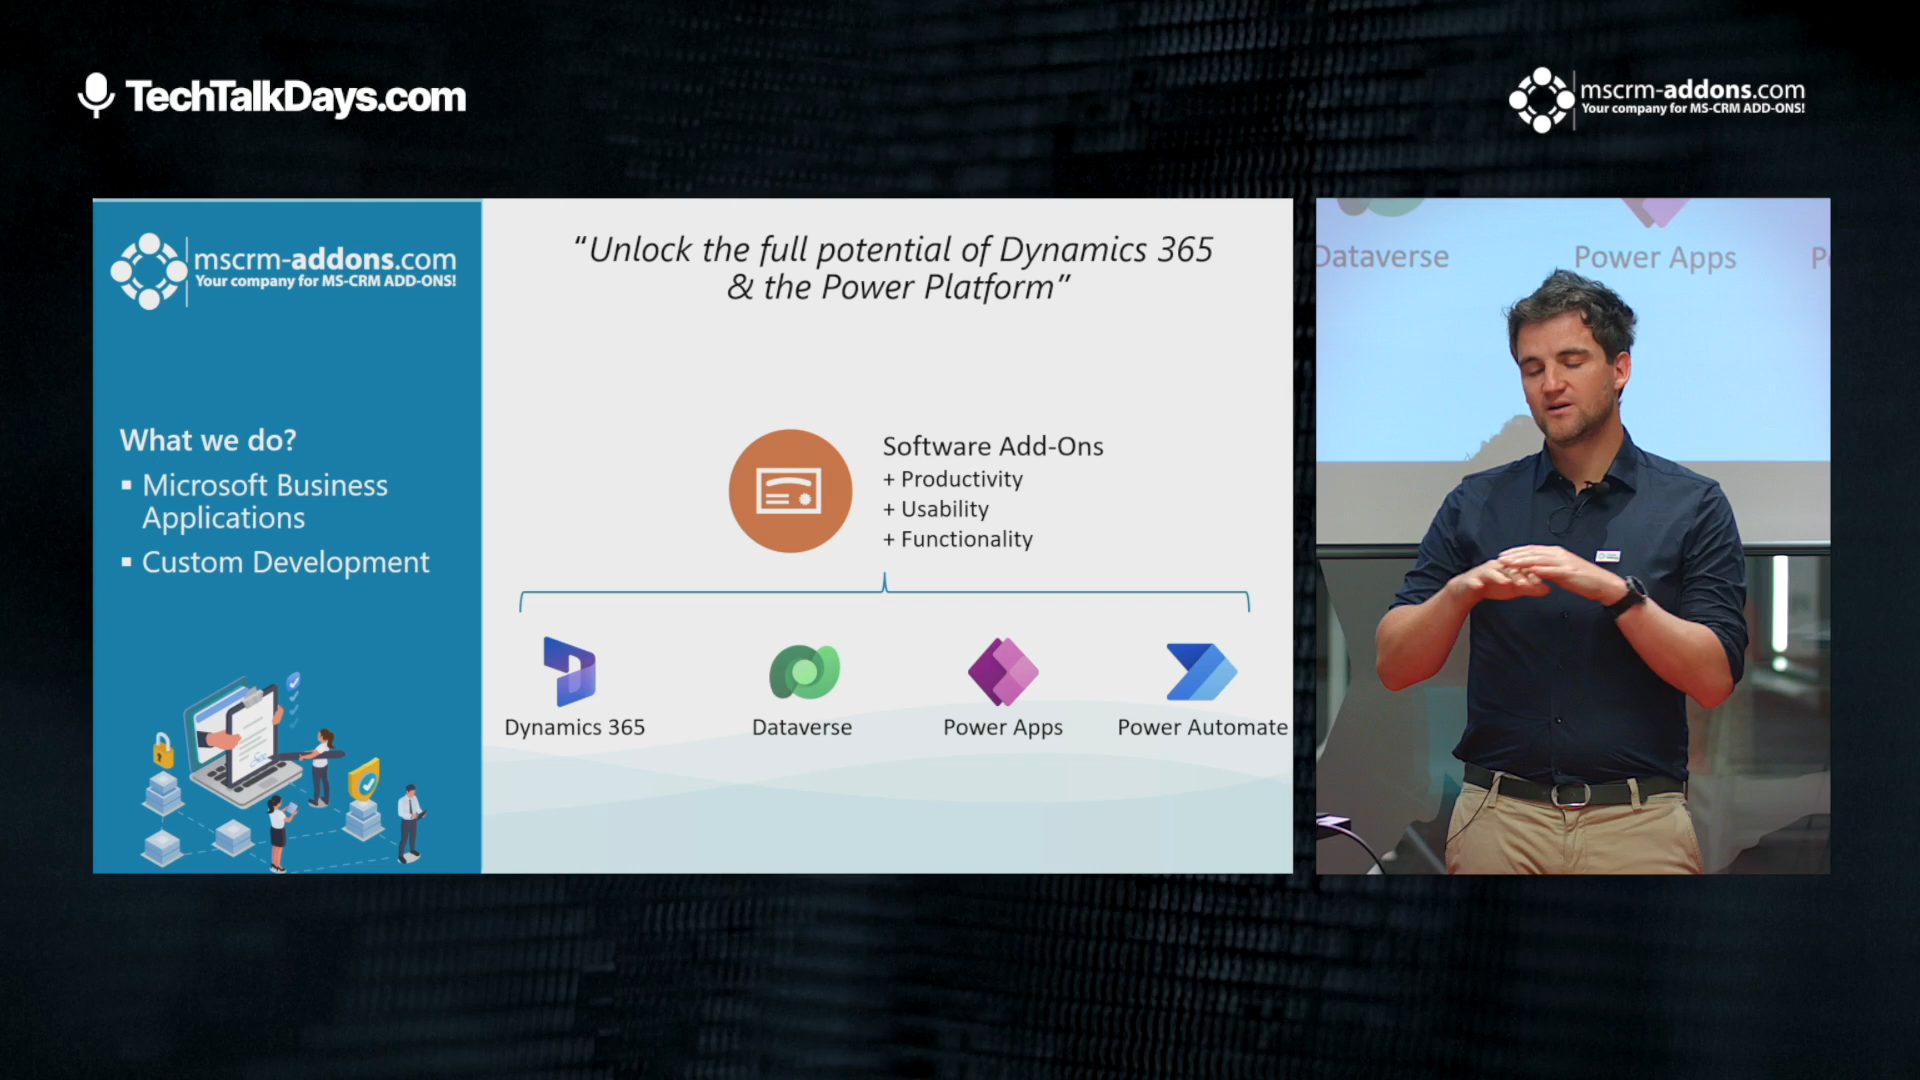 TechTalkDays.com
mscrm-addons.com
Your company for MS-CRM ADD-ONS!
mscrm-addons.com
Your company for MS-CRM ADD-ONS!
What we do?
▪ Microsoft Business
Applications
▪ Custom Development
“Unlock the full potential of Dynamics 365
& the Power Platform”
Software Add-Ons
+ Productivity
+ Usability
+ Functionality
Dynamics 365
Dataverse
Power Apps
Power Automate
Dataverse
Power Apps